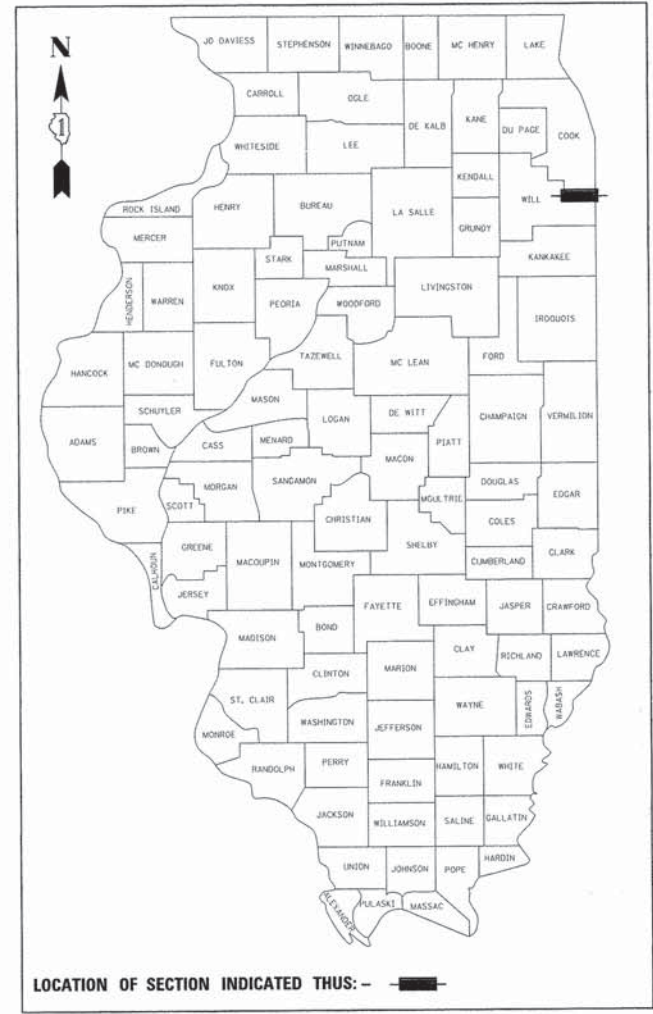 JO DAVIESS STEPHENSON WINNEBAGO BOONE MC HENRY LAKE
N
CARROLL OGLE
DE KALB KANE DU PAGE COOK
WHITESIDE LEE
KENDALL WILL
ROCK ISLAND HENRY BUREAU LA SALLE
GRUNDY
MERCER PUTNAM
STARK MARSHALL KANKAKEE
HENDERSON WARREN KNOX PEORIA WOODFORD LIVINGSTON
IROQUOIS
HANCOCK MC DONOUGH FULTON TAZEWELL MC LEAN FORD
MASON
SCHUYLER LOGAN DE WITT CHAMPAIGN VERMILION
ADAMS BROWN CASS MENARD MACON PIATT
MORGAN SANGAMON DOUGLAS EDGAR
PIKE SCOTT CHRISTIAN MOULTRIE COLES
GREENE MACOUPIN MONTGOMERY SHELBY CUMBERLAND CLARK
CALHOUN JERSEY
FAYETTE EFFINGHAM JASPER CRAWFORD
MADISON BOND
CLAY RICHLAND LAWRENCE
CLINTON MARION
ST. CLAIR WAYNE EDWARDS WABASH
WASHINGTON JEFFERSON
MONROE
RANDOLPH PERRY HAMILTON WHITE
FRANKLIN
JACKSON WILLIAMSON SALINE GALLATIN
UNION JOHNSON POPE HARDIN
ALEXANDER PULASKI MASSAC
LOCATION OF SECTION INDICATED THUS: -